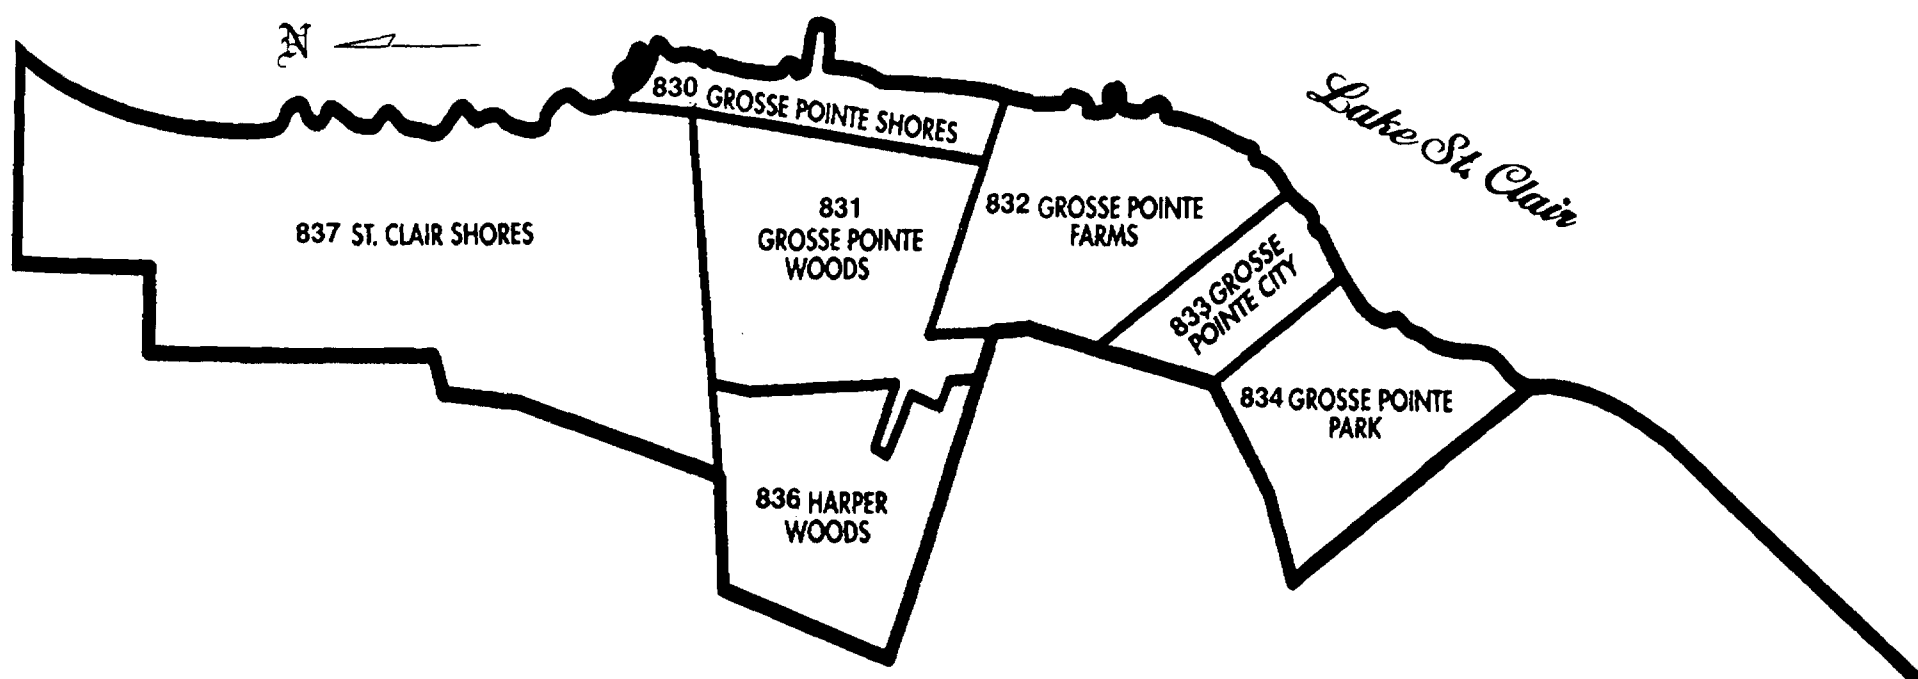 N
830 GROSSE POINTE SHORES
Lake St. Clair
837 ST. CLAIR SHORES
831
GROSSE POINTE
WOODS
832 GROSSE POINTE
FARMS
833 GROSSE
POINTE CITY
834 GROSSE POINTE
PARK
836 HARPER
WOODS